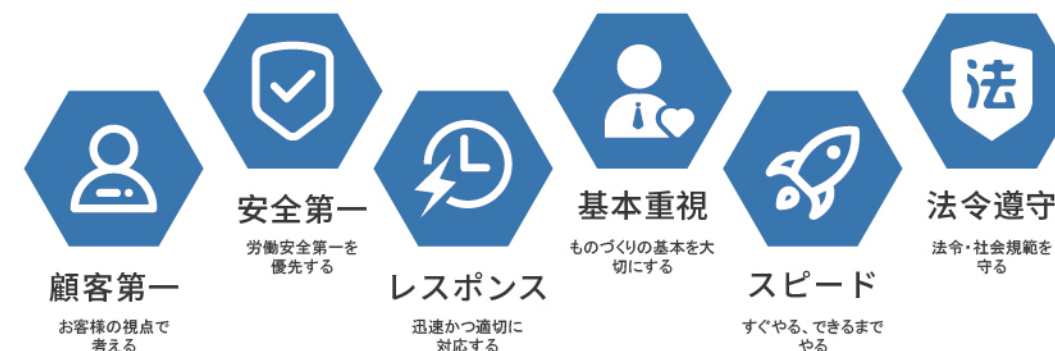 顧客第一
お客様の視点で
考える
安全第一
労働安全第一を
優先する
レスポンス
迅速かつ適切に
対応する
基本重視
ものづくりの基本を大
切にする
スピード
すぐやる、できるまで
やる
法
法令遵守
法令・社会規範を
守る